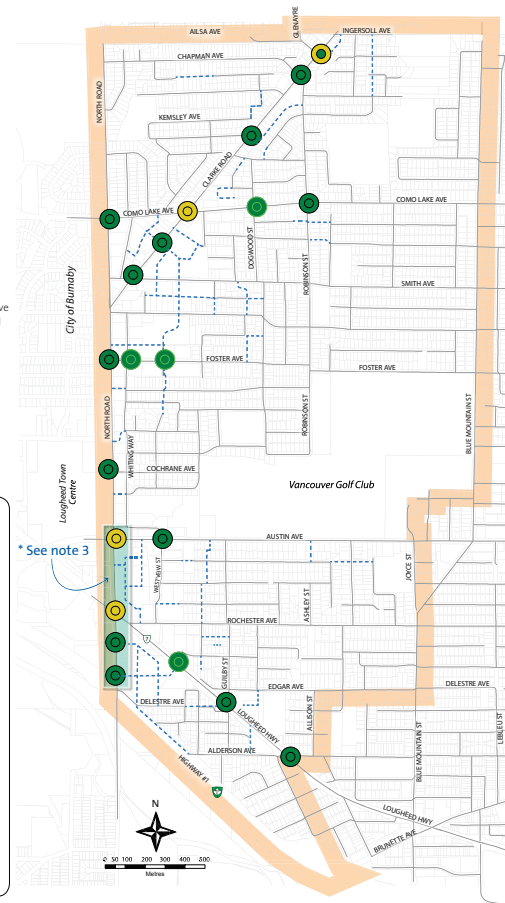 GLENAYRE
AILSA AVE
INGERSOLL AVE
CHAPMAN AVE
NORTH ROAD
KEMSLEY AVE
CLARKE ROAD
COMO LAKE AVE
COMO LAKE AVE
DOGWOOD ST
ROBINSON ST
City of Burnaby
SMITH AVE
ve
FOSTER AVE
FOSTER AVE
NORTH ROAD
ROBINSON ST
BLUE MOUNTAIN ST
WHITING WAY
COCHRANE AVE
Lougheed Town
Centre
Vancouver Golf Club
AUSTIN AVE
* See note 3
WESTVIEW ST
JOYCE ST
ASHLEY ST
ROCHESTER AVE
7
GUILBY ST
EDGAR AVE
DELESTRE AVE
DELESTRE AVE
ALLISON ST
LOUGHEED HWY
BLUE MOUNTAIN ST
LEBLEU ST
ALDERSON AVE
HIGHWAY #1
1
LOUGHEED HWY
BRUNETTE AVE
N
0 50 100 200 300 400 500
Metres